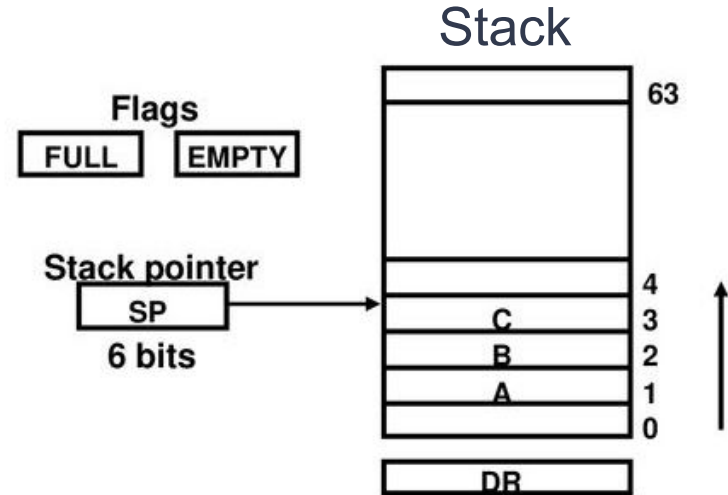 Stack
Flags
FULL
EMPTY
Stack pointer
SP
6 bits
63
4
C 3
B 2
A 1
0
DR